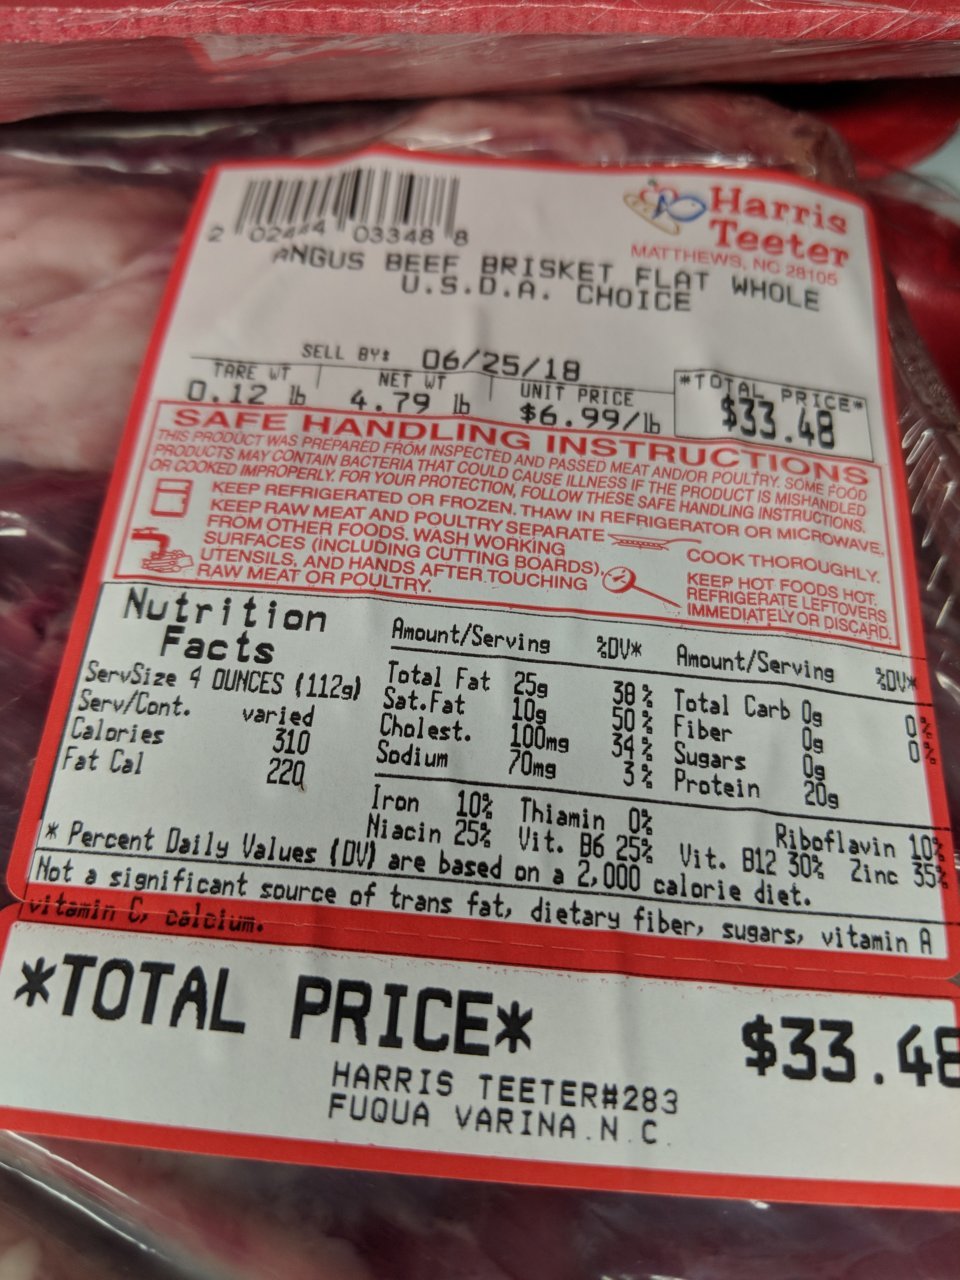 Harris
Teeter
MATTHEWS, NC 28105
2 02444 03348 8
ANGUS BEEF BRISKET FLAT WHOLE
U.S.D.A. CHOICE
SELL BY: 06/25/18
TARE WT NET WT UNIT PRICE *TOTAL PRICE*
0.12 lb 4.79 lb $6.99/lb $33.48
SAFE HANDLING INSTRUCTIONS
THIS PRODUCT WAS PREPARED FROM INSPECTED AND PASSED MEAT AND/OR POULTRY. SOME FOOD
PRODUCTS MAY CONTAIN BACTERIA THAT COULD CAUSE ILLNESS IF THE PRODUCT IS MISHANDLED
OR COOKED IMPROPERLY. FOR YOUR PROTECTION, FOLLOW THESE SAFE HANDLING INSTRUCTIONS.
KEEP REFRIGERATED OR FROZEN. THAW IN REFRIGERATOR OR MICROWAVE.
KEEP RAW MEAT AND POULTRY SEPARATE
FROM OTHER FOODS. WASH WORKING
SURFACES (INCLUDING CUTTING BOARDS),
UTENSILS, AND HANDS AFTER TOUCHING
RAW MEAT OR POULTRY.
COOK THOROUGHLY.
KEEP HOT FOODS HOT.
REFRIGERATE LEFTOVERS
IMMEDIATELY OR DISCARD.
Nutrition
Facts
ServSize 4 OUNCES (112g)
Serv/Cont. varied
Calories 310
Fat Cal 220
Amount/Serving %DV* Amount/Serving %DV*
Total Fat 25g 38% Total Carb 0g 0%
Sat.Fat 10g 50% Fiber 0g 0%
Cholest. 100mg 34% Sugars 0g
Sodium 70mg 3% Protein 20g
Iron 10% Thiamin 0% Riboflavin 10%
Niacin 25% Vit. B6 25% Vit. B12 30% Zinc 35%
* Percent Daily Values (DV) are based on a 2,000 calorie diet.
Not a significant source of trans fat, dietary fiber, sugars, vitamin A
vitamin C, calcium.
*TOTAL PRICE* $33.48
HARRIS TEETER#283
FUQUA VARINA.N.C.